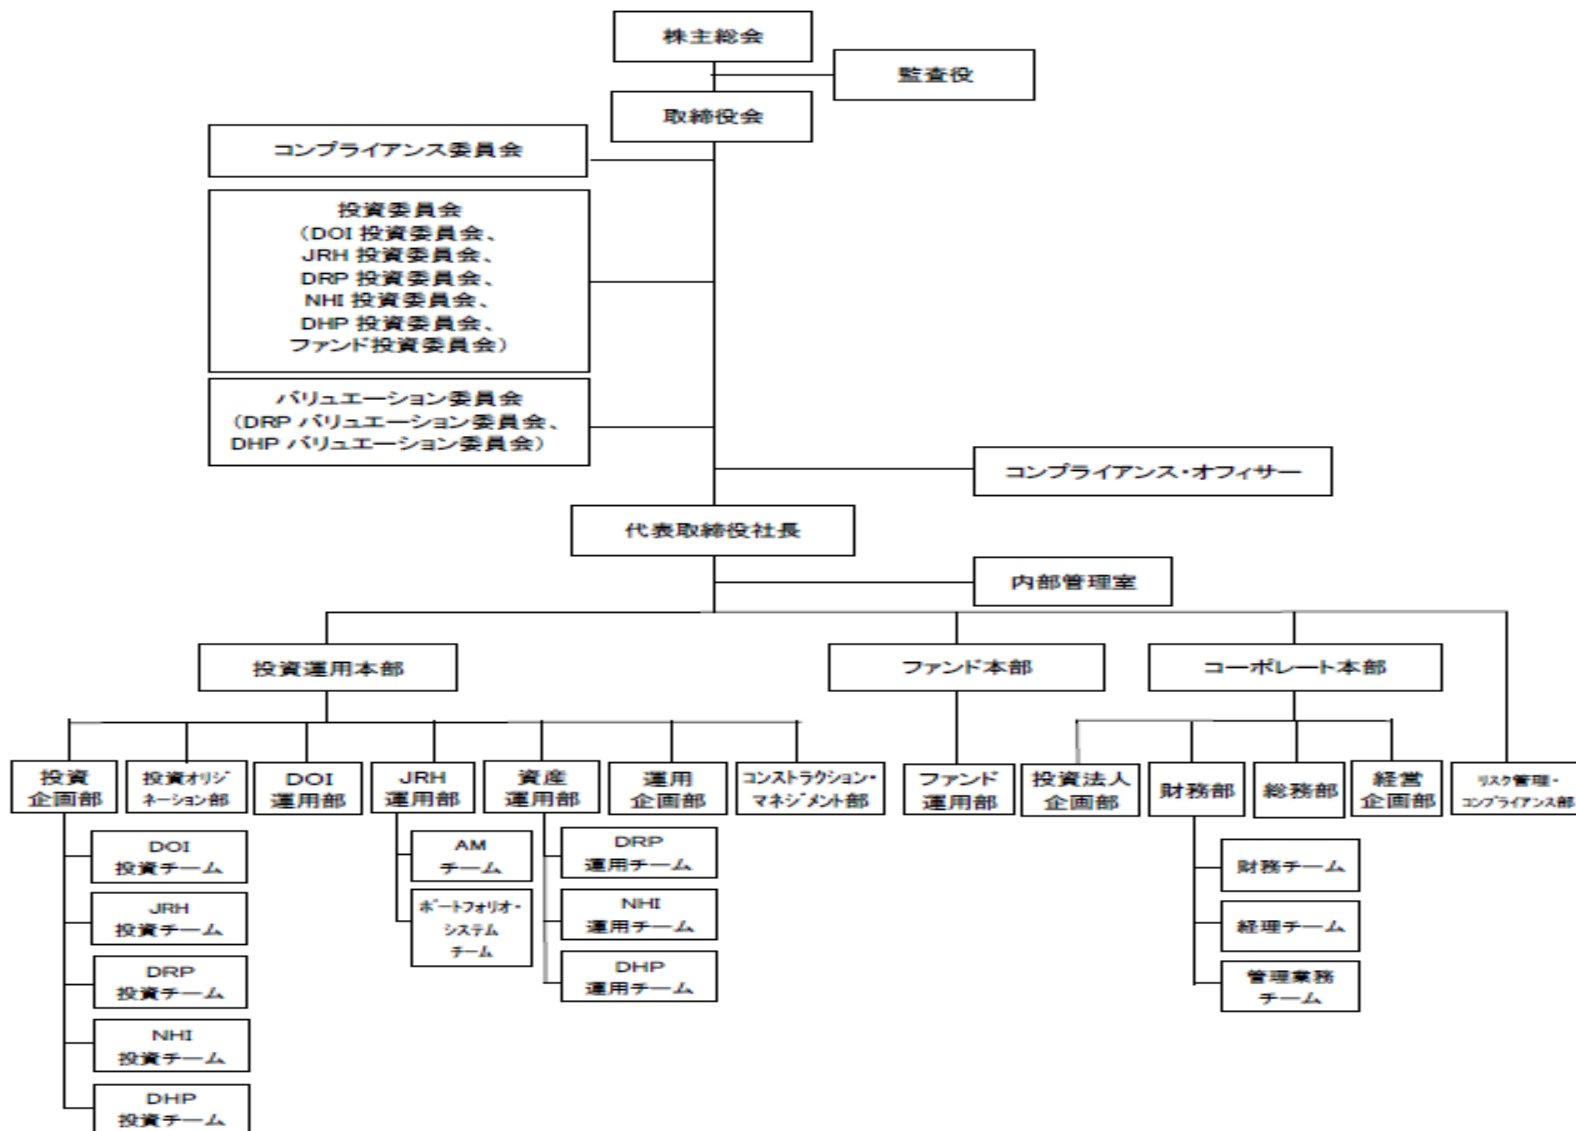 株主総会
監査役
取締役会
コンプライアンス委員会
投資委員会
（DOI 投資委員会、
JRH 投資委員会、
DRP 投資委員会、
NHI 投資委員会、
DHP 投資委員会、
ファンド投資委員会）
バリュエーション委員会
（DRP バリュエーション委員会、
DHP バリュエーション委員会）
コンプライアンス・オフィサー
代表取締役社長
内部管理室
投資運用本部
ファンド本部
コーポレート本部
投資
企画部
投資オリジ
ネーション部
DOI
運用部
JRH
運用部
資産
運用部
運用
企画部
コンストラクション・
マネジメント部
ファンド
運用部
投資法人
企画部
財務部
総務部
経営
企画部
リスク管理・
コンプライアンス部
DOI
投資チーム
JRH
投資チーム
DRP
投資チーム
NHI
投資チーム
DHP
投資チーム
AM
チーム
ポートフォリオ・
システム
チーム
DRP
運用チーム
NHI
運用チーム
DHP
運用チーム
財務チーム
経理チーム
管理業務
チーム